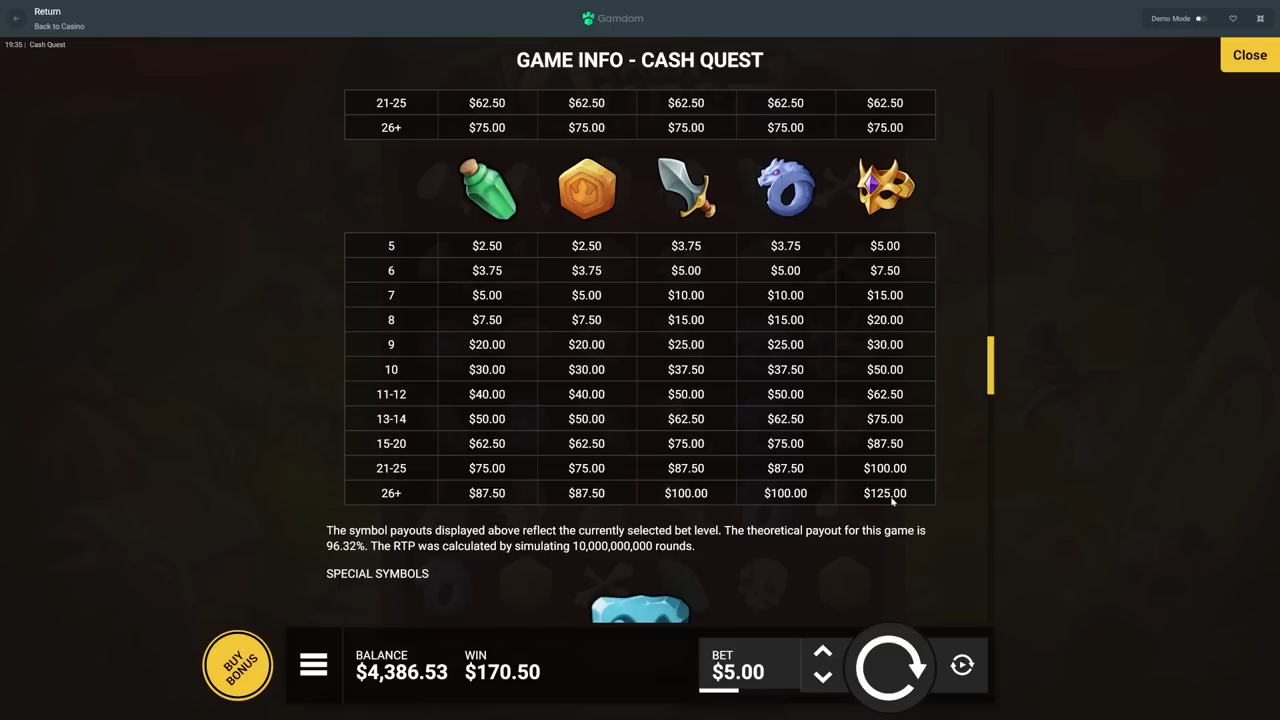 Return
Back to Casino
Gamdom
Demo Mode
19:35 | Cash Quest
GAME INFO - CASH QUEST
Close
21-25 $62.50 $62.50 $62.50 $62.50 $62.50
26+ $75.00 $75.00 $75.00 $75.00 $75.00
5 $2.50 $2.50 $3.75 $3.75 $5.00
6 $3.75 $3.75 $5.00 $5.00 $7.50
7 $5.00 $5.00 $10.00 $10.00 $15.00
8 $7.50 $7.50 $15.00 $15.00 $20.00
9 $20.00 $20.00 $25.00 $25.00 $30.00
10 $30.00 $30.00 $37.50 $37.50 $50.00
11-12 $40.00 $40.00 $50.00 $50.00 $62.50
13-14 $50.00 $50.00 $62.50 $62.50 $75.00
15-20 $62.50 $62.50 $75.00 $75.00 $87.50
21-25 $75.00 $75.00 $87.50 $87.50 $100.00
26+ $87.50 $87.50 $100.00 $100.00 $125.00
The symbol payouts displayed above reflect the currently selected bet level. The theoretical payout for this game is
96.32%. The RTP was calculated by simulating 10,000,000,000 rounds.
SPECIAL SYMBOLS
BUY
BONUS
BALANCE
$4,386.53
WIN
$170.50
BET
$5.00